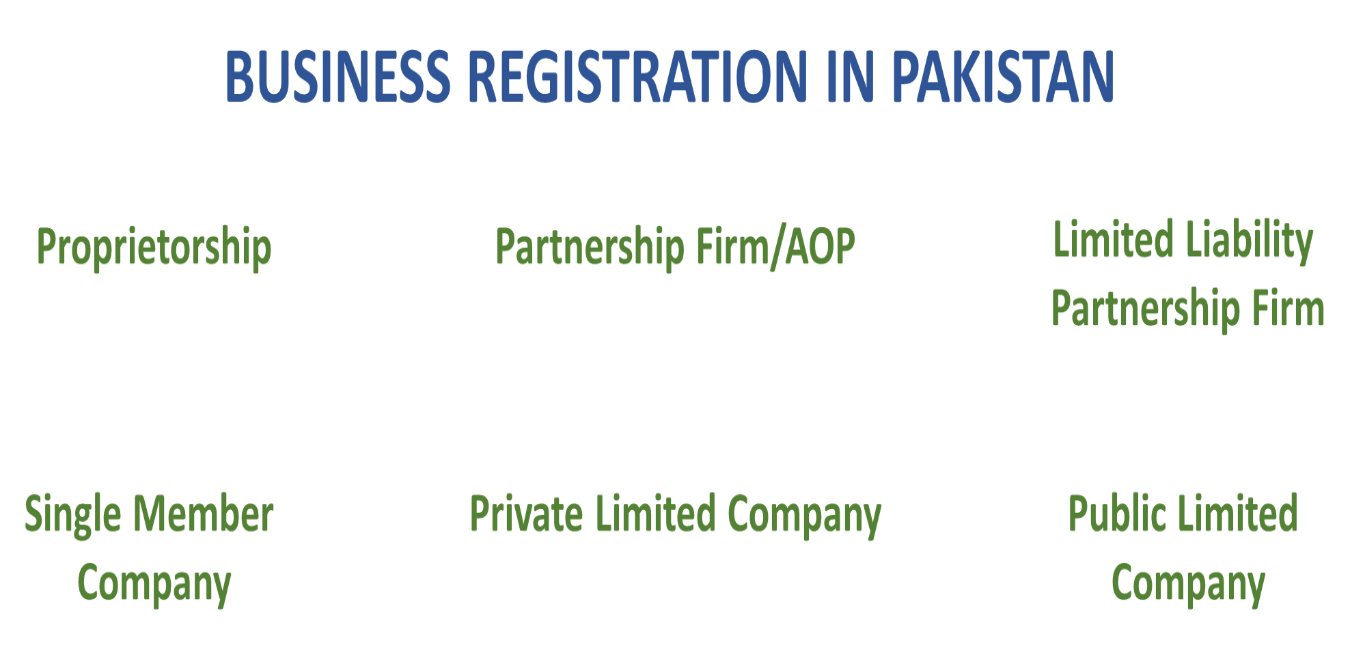 BUSINESS REGISTRATION IN PAKISTAN
Proprietorship
Partnership Firm/AOP
Limited Liability
Partnership Firm
Single Member
Company
Private Limited Company
Public Limited
Company